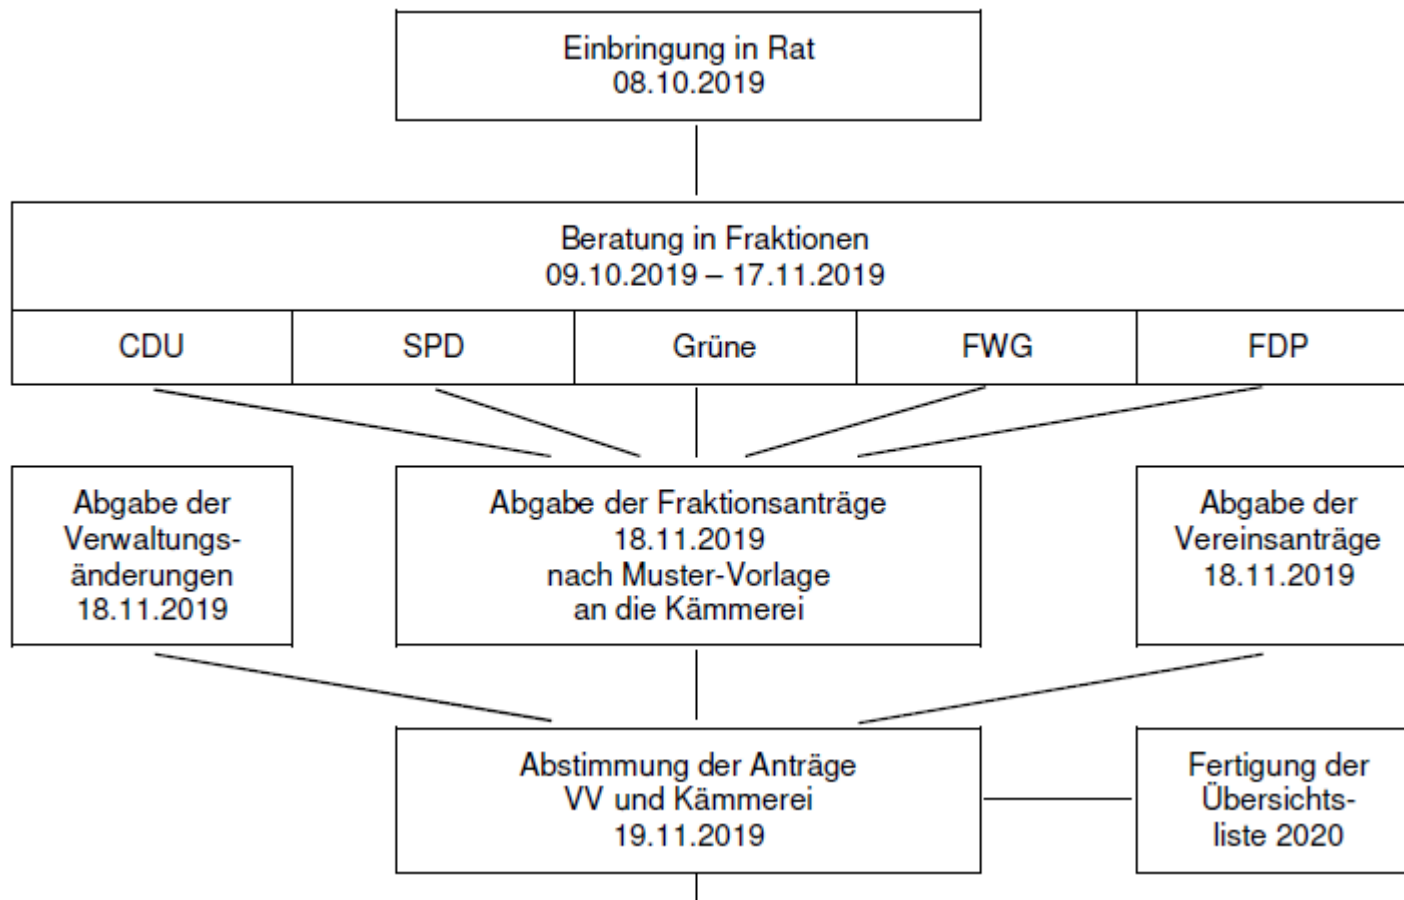 Einbringung in Rat
08.10.2019
Beratung in Fraktionen
09.10.2019 – 17.11.2019
CDU
SPD
Grüne
FWG
FDP
Abgabe der
Verwaltungs-
änderungen
18.11.2019
Abgabe der Fraktionsanträge
18.11.2019
nach Muster-Vorlage
an die Kämmerei
Abgabe der
Vereinsanträge
18.11.2019
Abstimmung der Anträge
VV und Kämmerei
19.11.2019
Fertigung der
Übersichts-
liste 2020